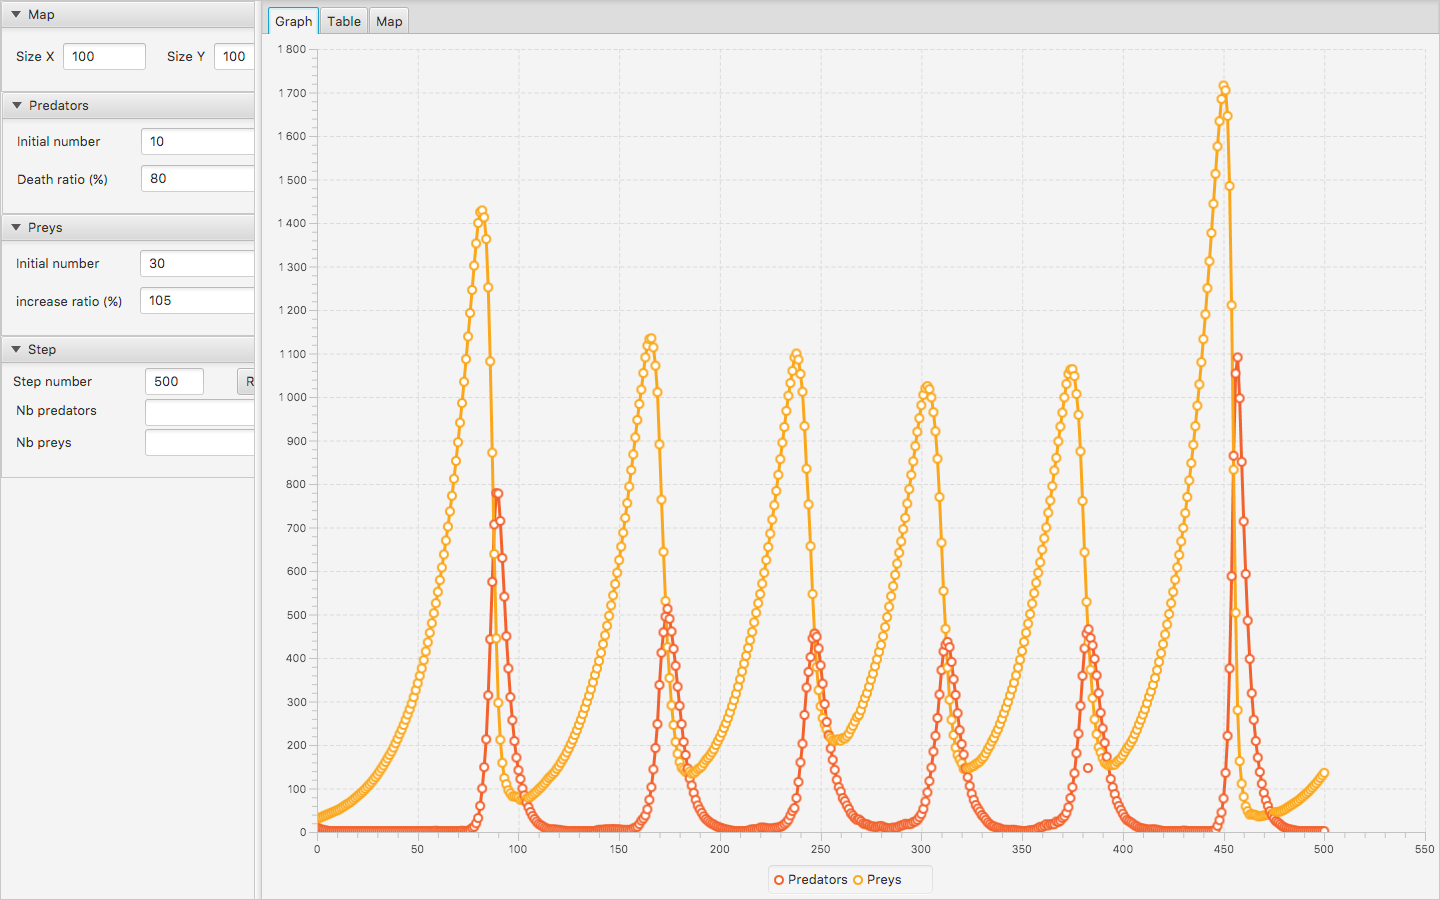 Map
Size X 100 Size Y 100
Predators
Initial number 10
Death ratio (%) 80
Preys
Initial number 30
increase ratio (%) 105
Step
Step number 500 R
Nb predators
Nb preys
Graph Table Map
1 800
1 700
1 600
1 500
1 400
1 300
1 200
1 100
1 000
900
800
700
600
500
400
300
200
100
0
0 50 100 150 200 250 300 350 400 450 500 550
Predators Preys